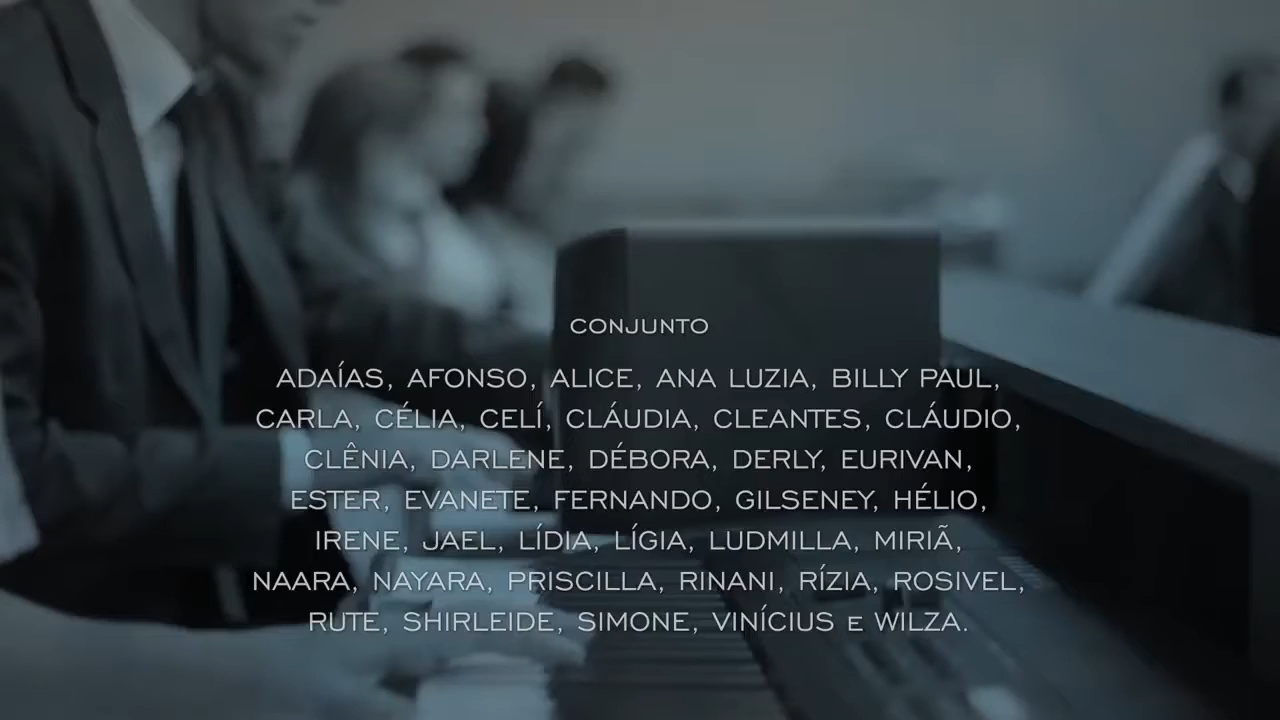 CONJUNTO
ADAÍAS, AFONSO, ALICE, ANA LUZIA, BILLY PAUL,
CARLA, CÉLIA, CELÍ, CLÁUDIA, CLEANTES, CLÁUDIO,
CLÊNIA, DARLENE, DÉBORA, DERLY, EURIVAN,
ESTER, EVANETE, FERNANDO, GILSENEY, HÉLIO,
IRENE, JAEL, LÍDIA, LÍGIA, LUDMILLA, MIRIÃ,
NAARA, NAYARA, PRISCILLA, RINANI, RÍZIA, ROSIVEL,
RUTE, SHIRLEIDE, SIMONE, VINÍCIUS E WILZA.